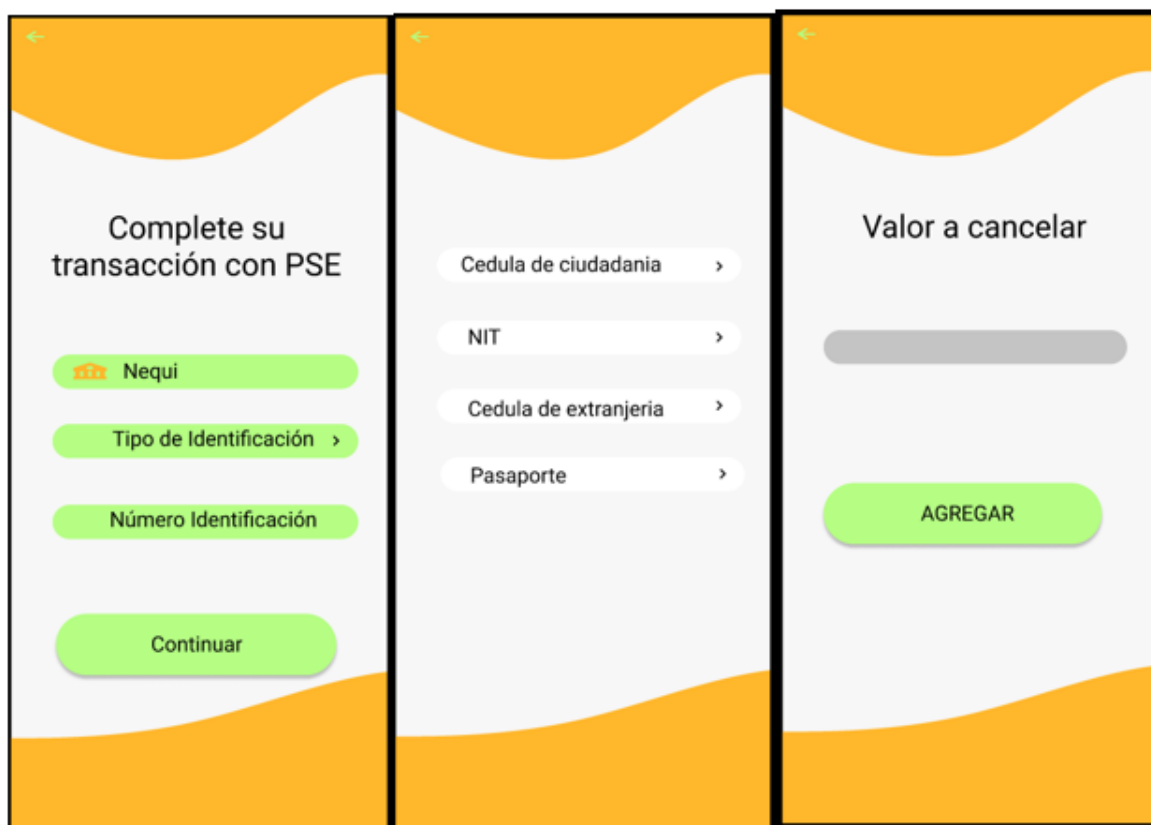 Complete su
transacción con PSE
Nequi
Tipo de Identificación
Número Identificación
Continuar
Cedula de ciudadania
NIT
Cedula de extranjeria
Pasaporte
Valor a cancelar
AGREGAR